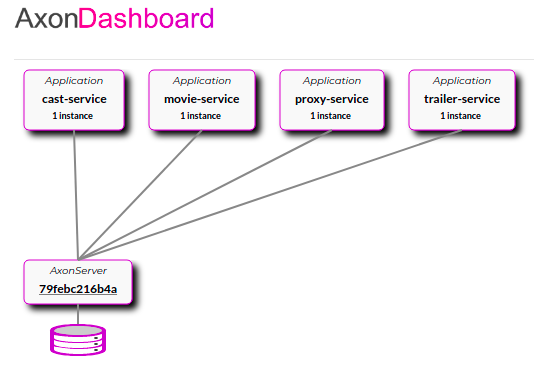 AxonDashboard
Application
cast-service
1 instance
Application
movie-service
1 instance
Application
proxy-service
1 instance
Application
trailer-service
1 instance
AxonServer
79febc216b4a